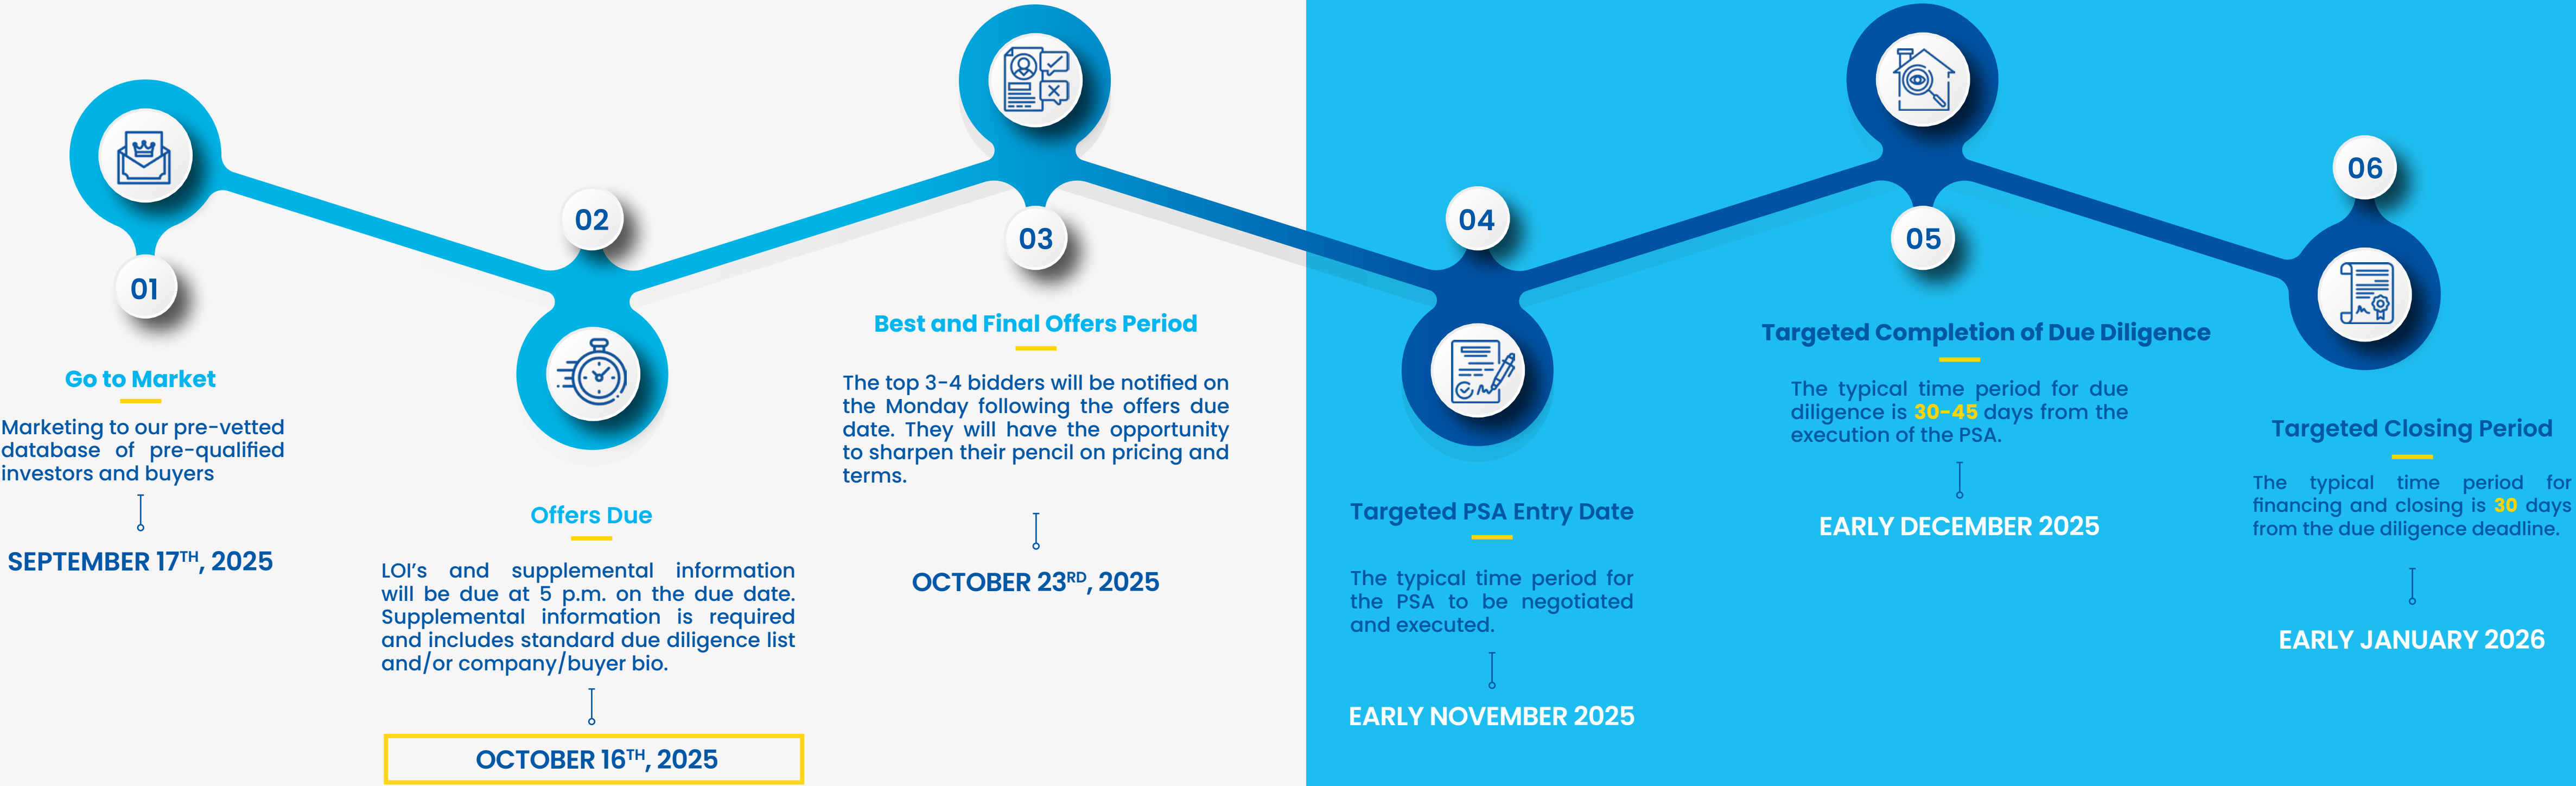 01
Go to Market
Marketing to our pre-vetted
database of pre-qualified
investors and buyers
SEPTEMBER 17TH, 2025
02
Offers Due
LOI's and supplemental information
will be due at 5 p.m. on the due date.
Supplemental information is required
and includes standard due diligence list
and/or company/buyer bio.
OCTOBER 16TH, 2025
03
Best and Final Offers Period
The top 3-4 bidders will be notified on
the Monday following the offers due
date. They will have the opportunity
to sharpen their pencil on pricing and
terms.
OCTOBER 23RD, 2025
04
Targeted PSA Entry Date
The typical time period for
the PSA to be negotiated
and executed.
EARLY NOVEMBER 2025
05
Targeted Completion of Due Diligence
The typical time period for due
diligence is 30-45 days from the
execution of the PSA.
EARLY DECEMBER 2025
06
Targeted Closing Period
The typical time period for
financing and closing is 30 days
from the due diligence deadline.
EARLY JANUARY 2026